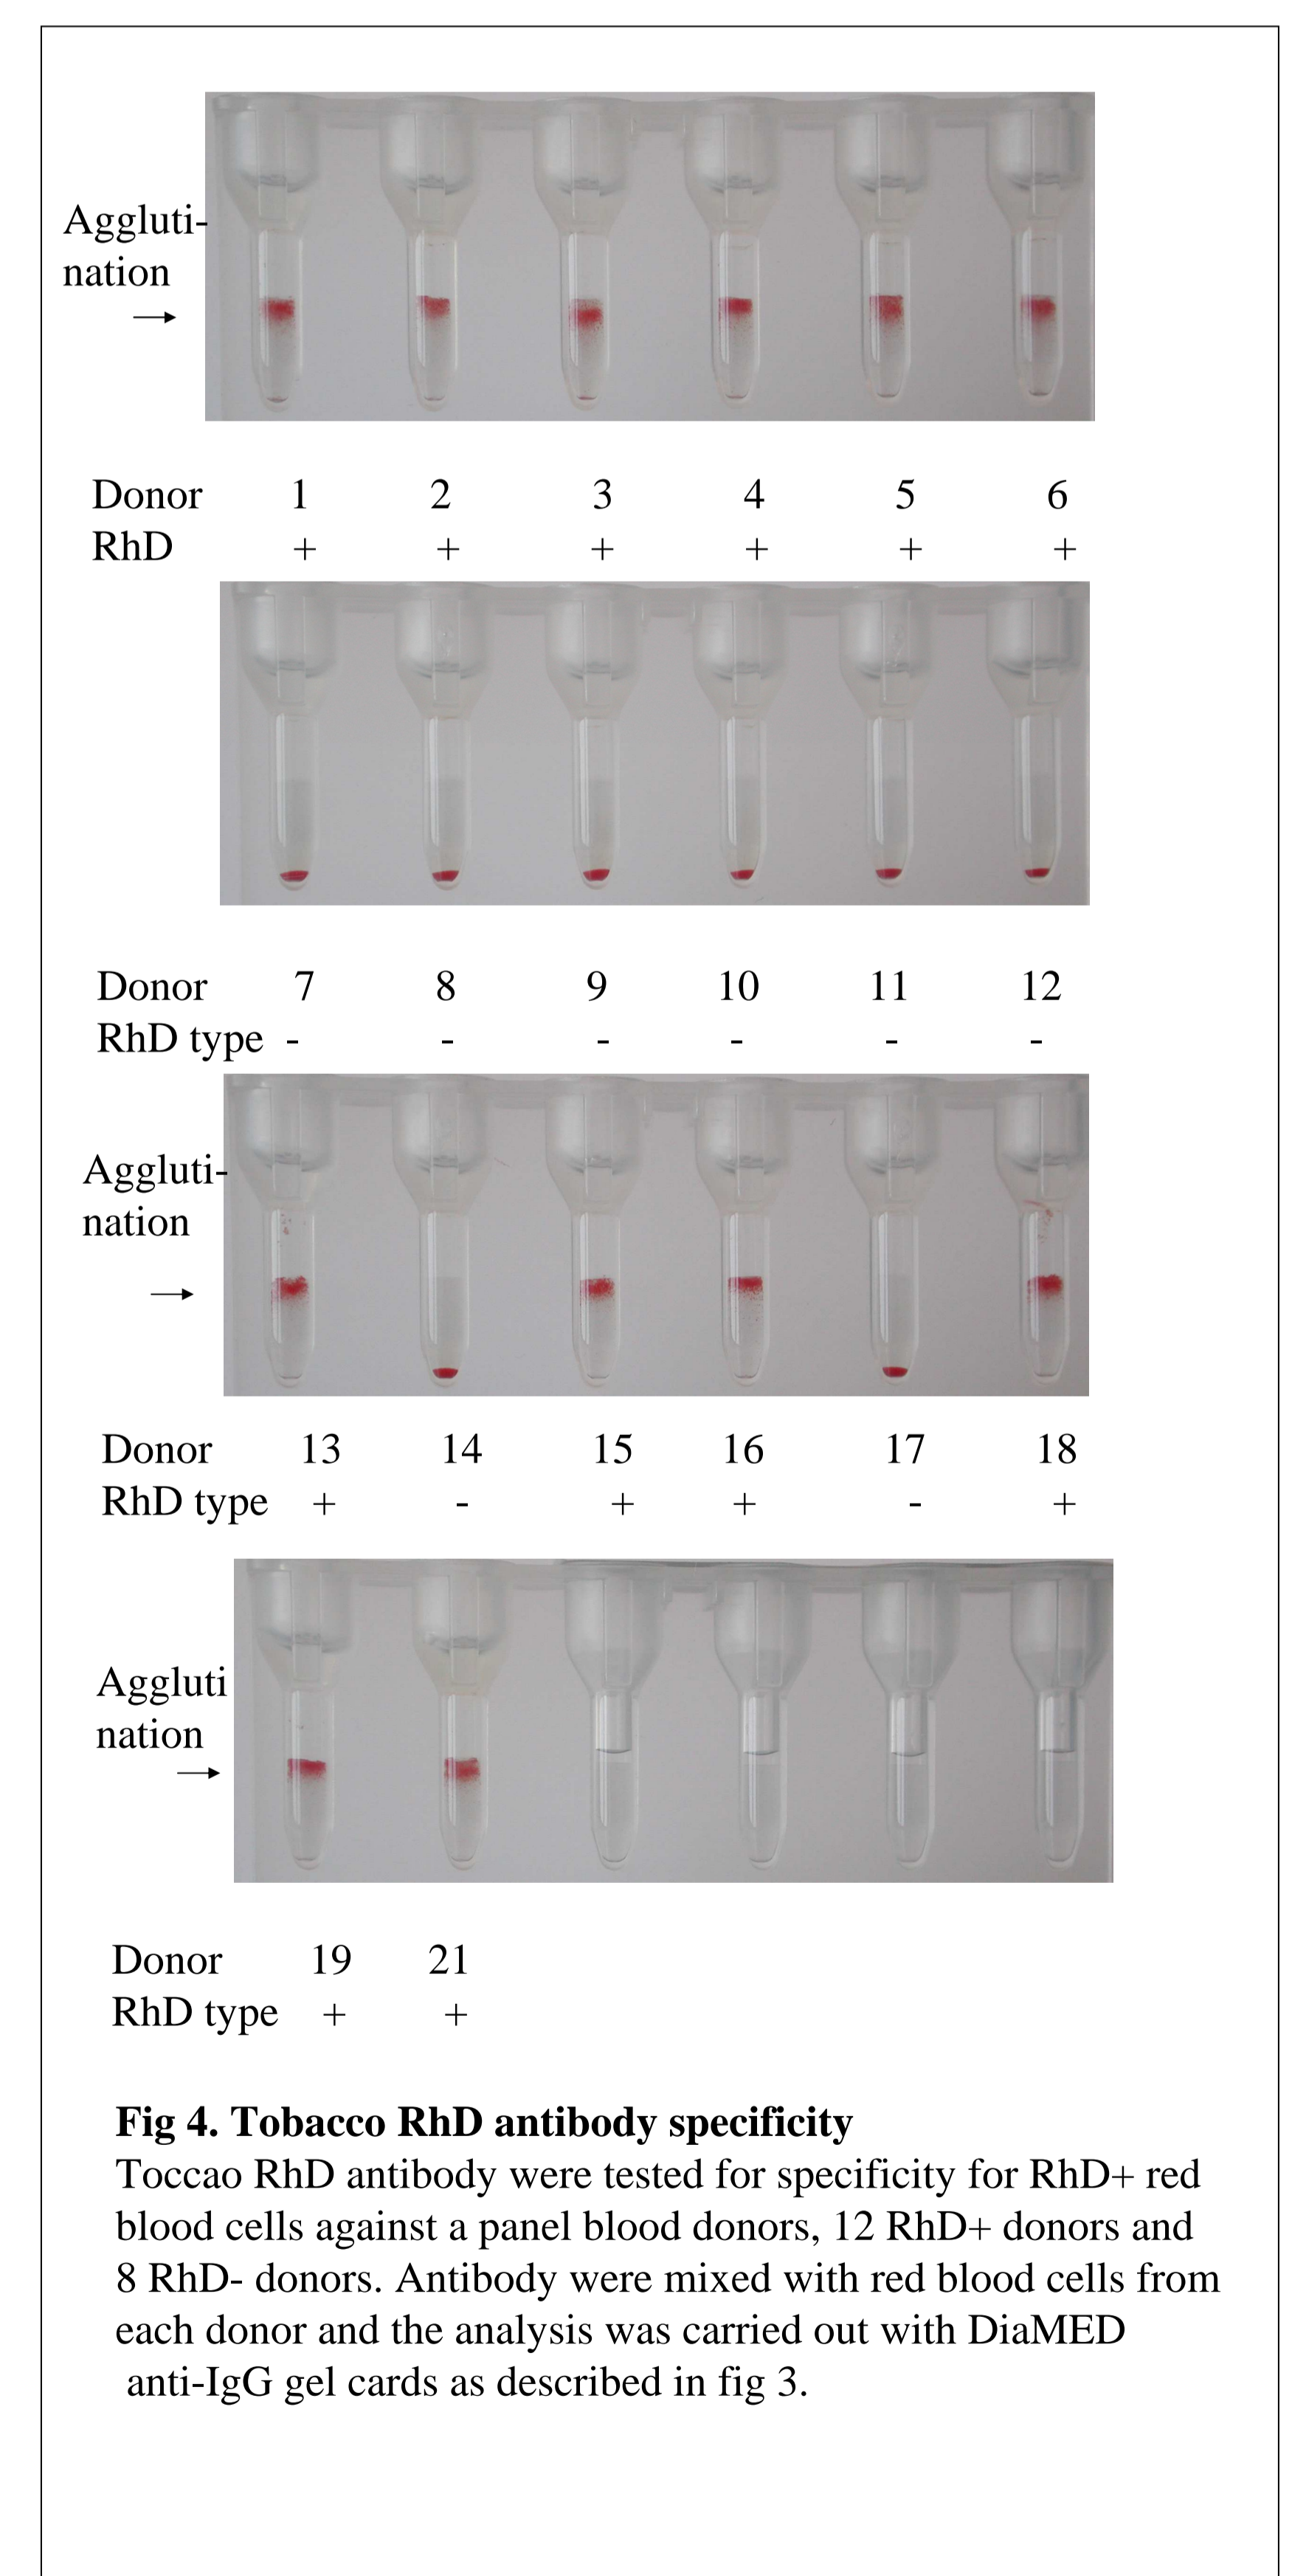 Aggluti-
nation
Donor 1 2 3 4 5 6
RhD + + + + + +
Donor 7 8 9 10 11 12
RhD type - - - - - -
Aggluti-
nation
Donor 13 14 15 16 17 18
RhD type + - + + - +
Aggluti
nation
Donor 19 21
RhD type + +
Fig 4. Tobacco RhD antibody specificity
Toccao RhD antibody were tested for specificity for RhD+ red
blood cells against a panel blood donors, 12 RhD+ donors and
8 RhD- donors. Antibody were mixed with red blood cells from
each donor and the analysis was carried out with DiaMED
anti-IgG gel cards as described in fig 3.